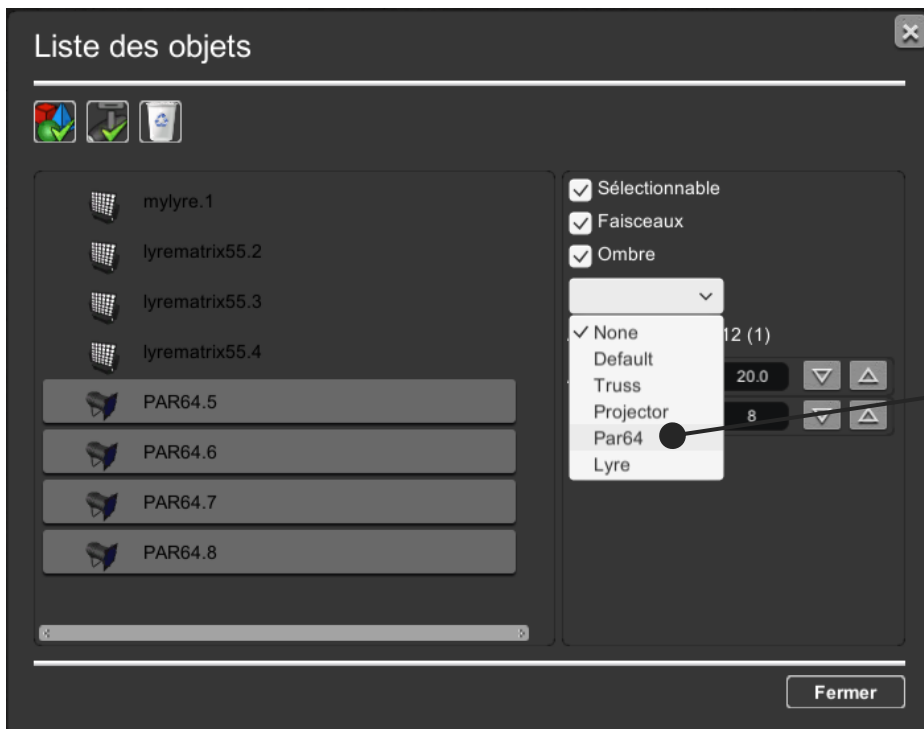 Liste des objets
mylyre.1
lyrematrix55.2
lyrematrix55.3
lyrematrix55.4
PAR64.5
PAR64.6
PAR64.7
PAR64.8
Sélectionnable
Faisceaux
Ombre
None
12 (1)
Default
Truss
20.0
Projector
8
Par64
Lyre
Fermer